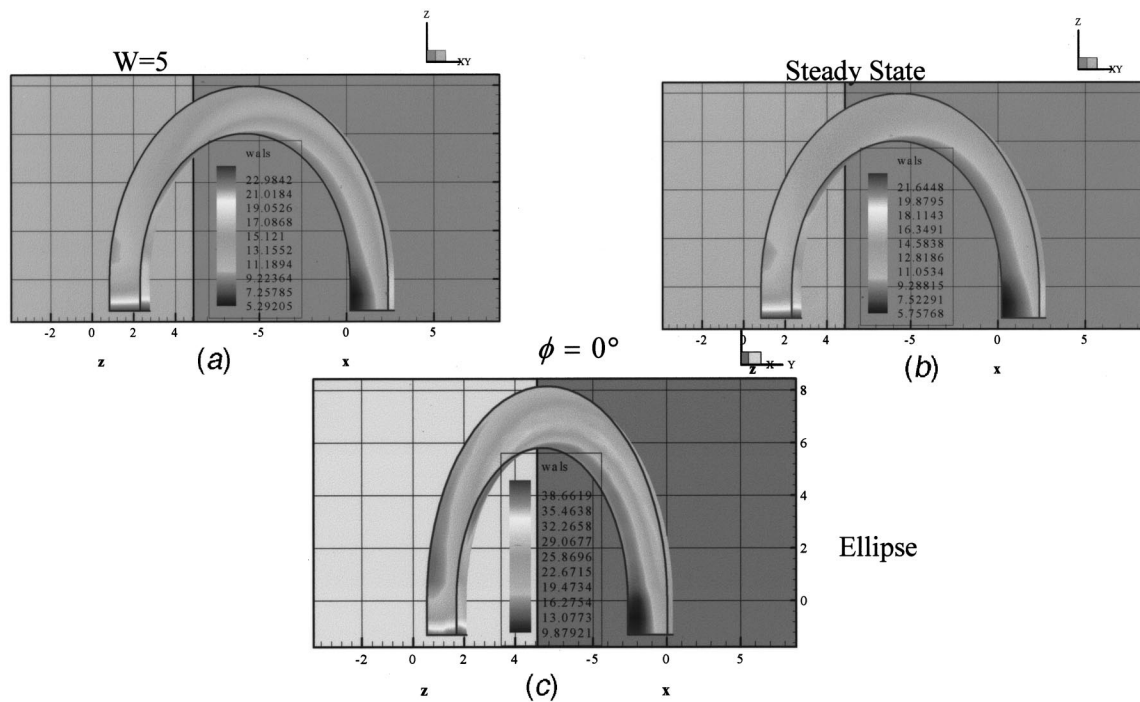 Z
XY
W=5
wals
22.9842
21.0184
19.0526
17.0868
15.121
13.1552
11.1894
9.22364
7.25785
5.29205
-2 0 2 4 -5 0 5
z x
(a)
Z
XY
Steady State
wals
21.6448
19.8795
18.1143
16.3491
14.5838
12.8186
11.0534
9.28815
7.52291
5.75768
-2 0 2 4 -5 0 5
x
(b)
ϕ = 0°
z X Y
wals
38.6619
35.4638
32.2658
29.0677
25.8696
22.6715
19.4734
16.2754
13.0773
9.87921
8
6
4
2
0
Ellipse
-2 0 2 4 -5 0 5
z x
(c)